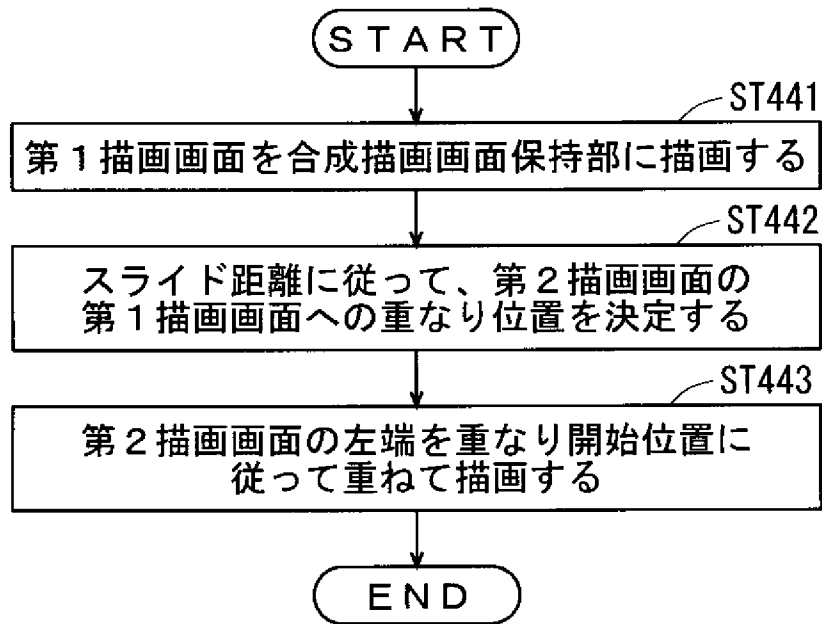 START
ST441
第1描画画面を合成描画画面保持部に描画する
ST442
スライド距離に従って、第2描画画面の
第1描画画面への重なり位置を決定する
ST443
第2描画画面の左端を重なり開始位置に
従って重ねて描画する
END